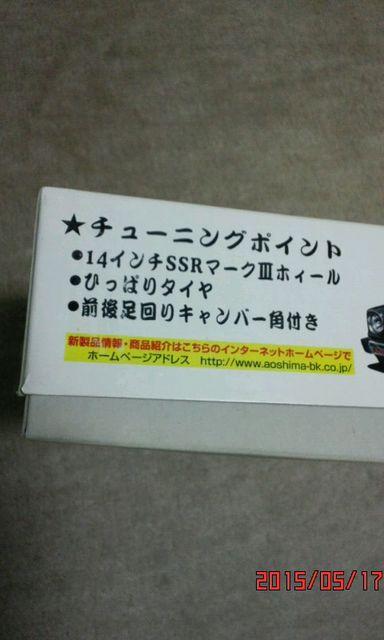 ★チューニングポイント
●14インチSSRマークⅢホィール
●ひっぱりタイヤ
●前後足回りキャンバー角付き
新製品情報・商品紹介はこちらのインターネットホームページで
ホームページアドレス http://www.aoshima-bk.co.jp/
2015/05/17